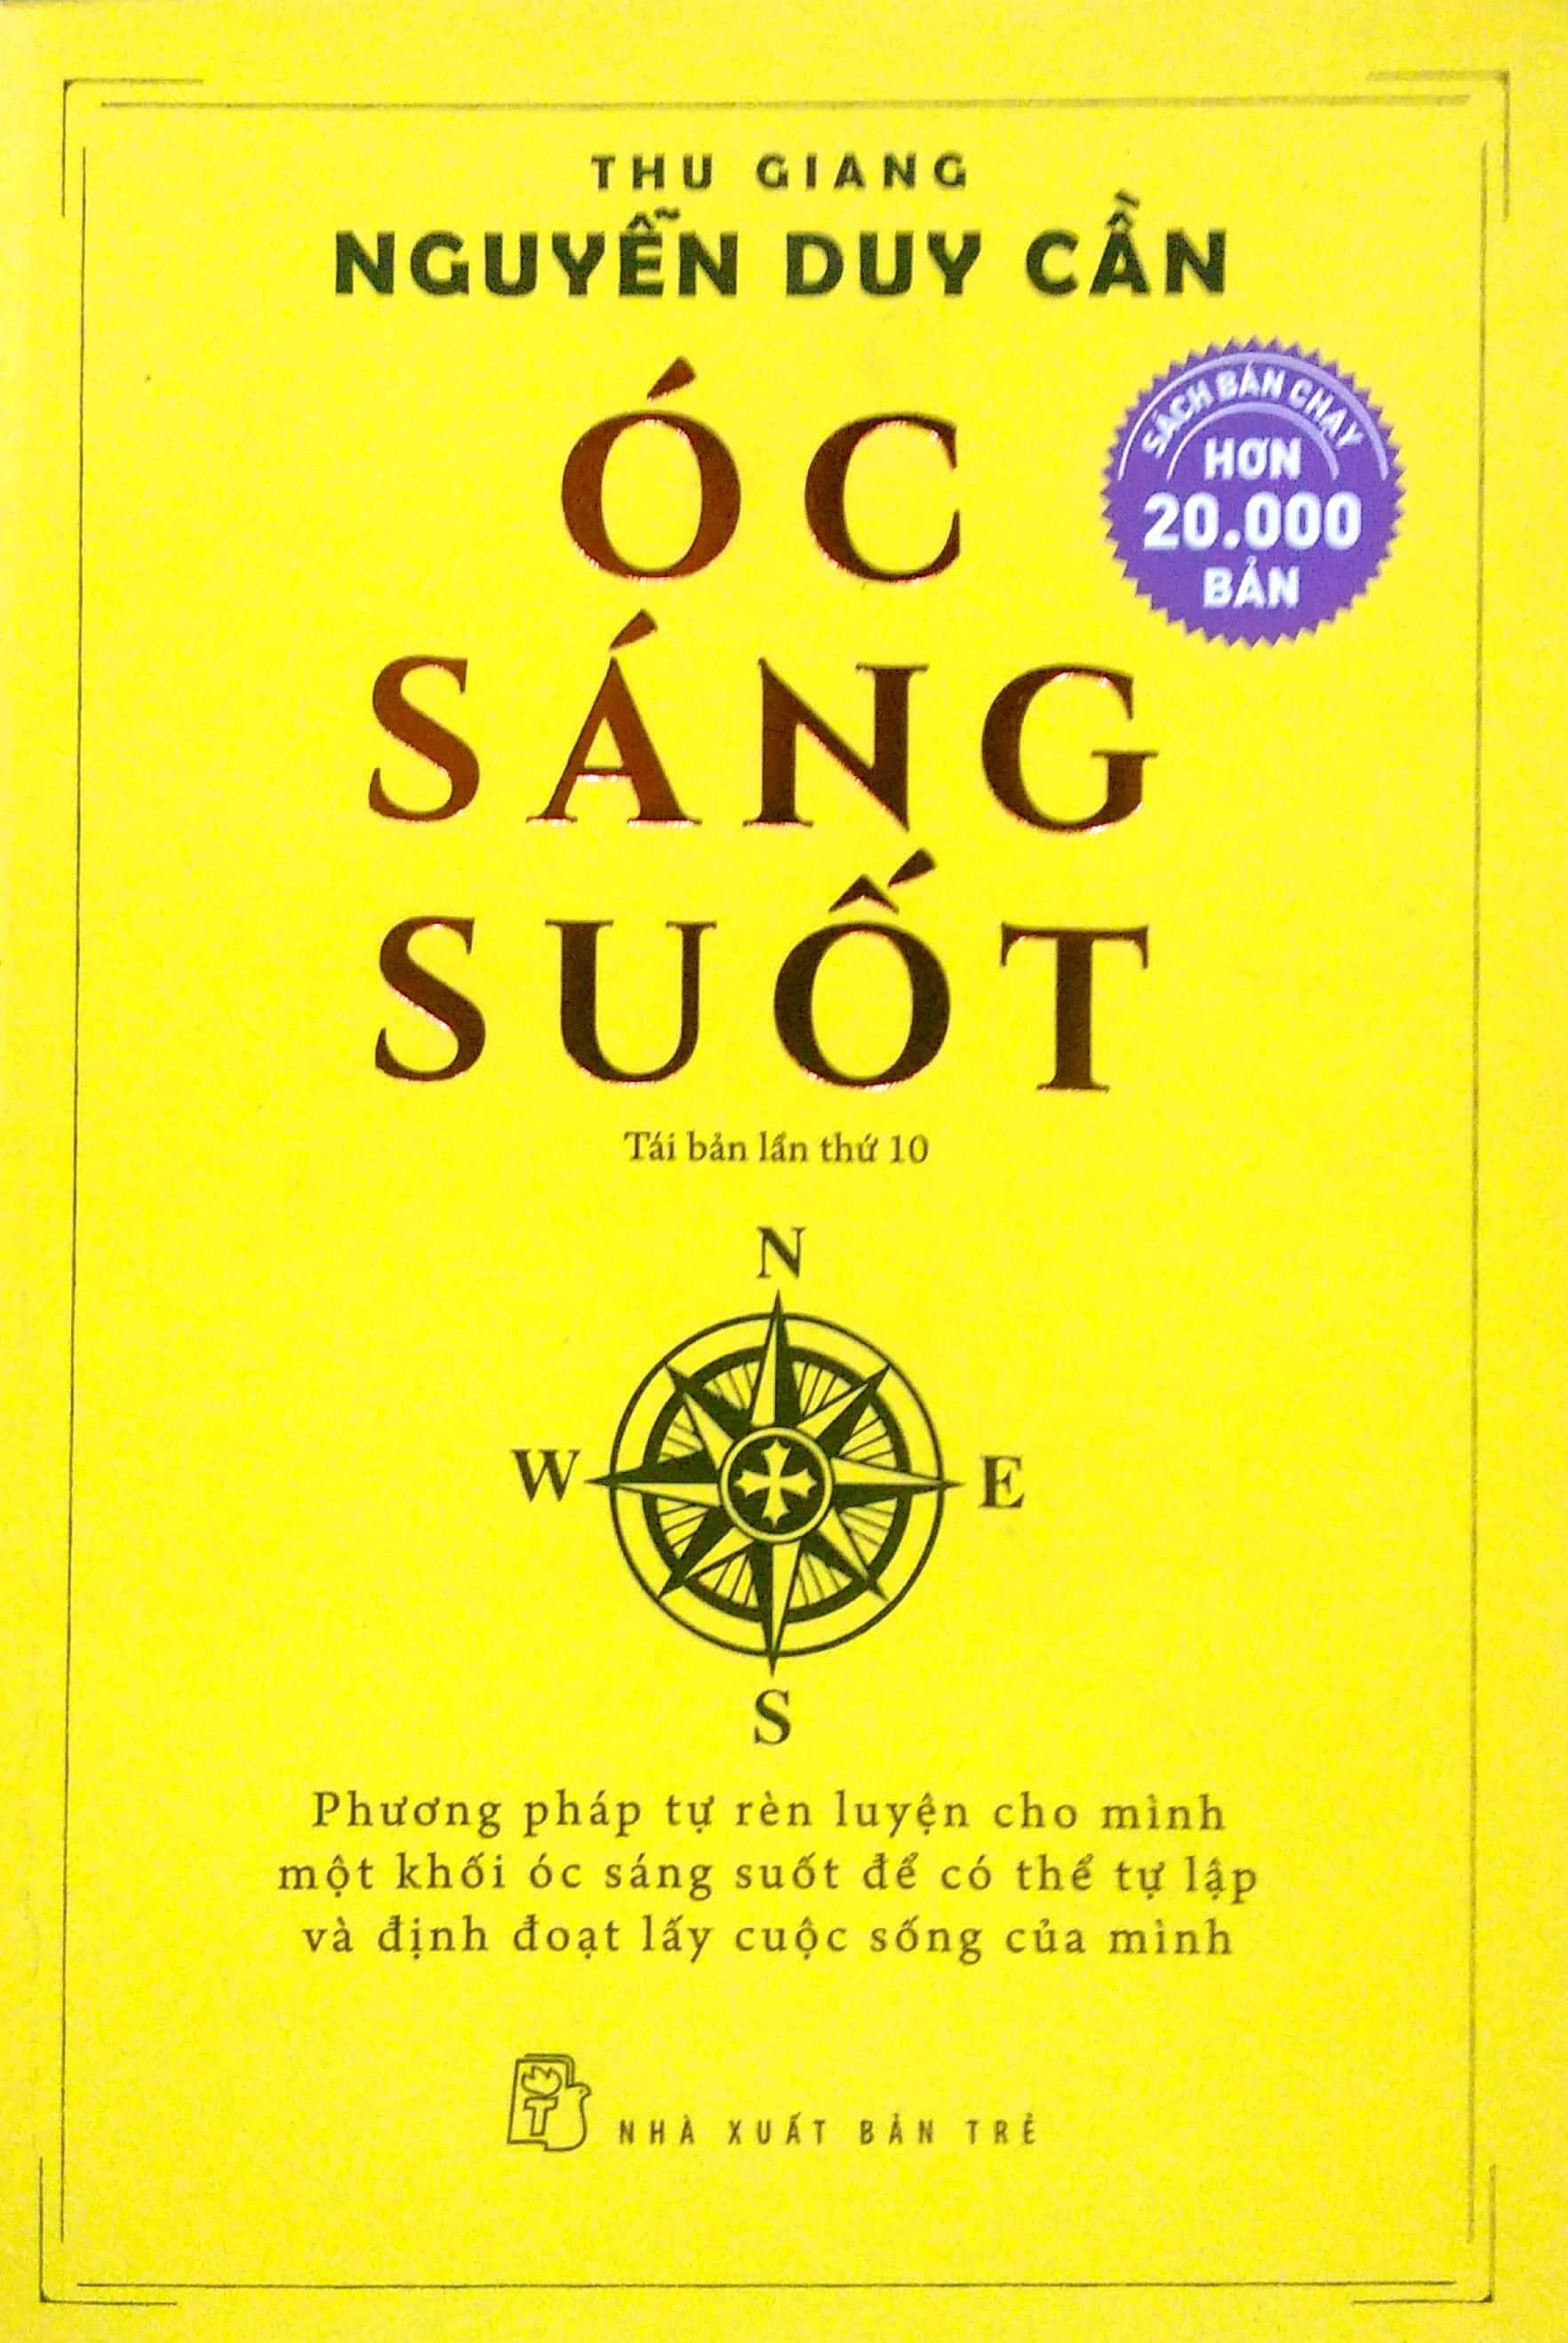 THU GIANG
NGUYỄN DUY CẦN
ÓC
SÁNG
SUỐT
SÁCH BÁN CHẠY
HƠN
20.000
BẢN
Tái bản lần thứ 10
N
W
E
S
Phương pháp tự rèn luyện cho mình
một khối óc sáng suốt để có thể tự lập
và định đoạt lấy cuộc sống của mình
T
NHÀ XUẤT BẢN TRẺ